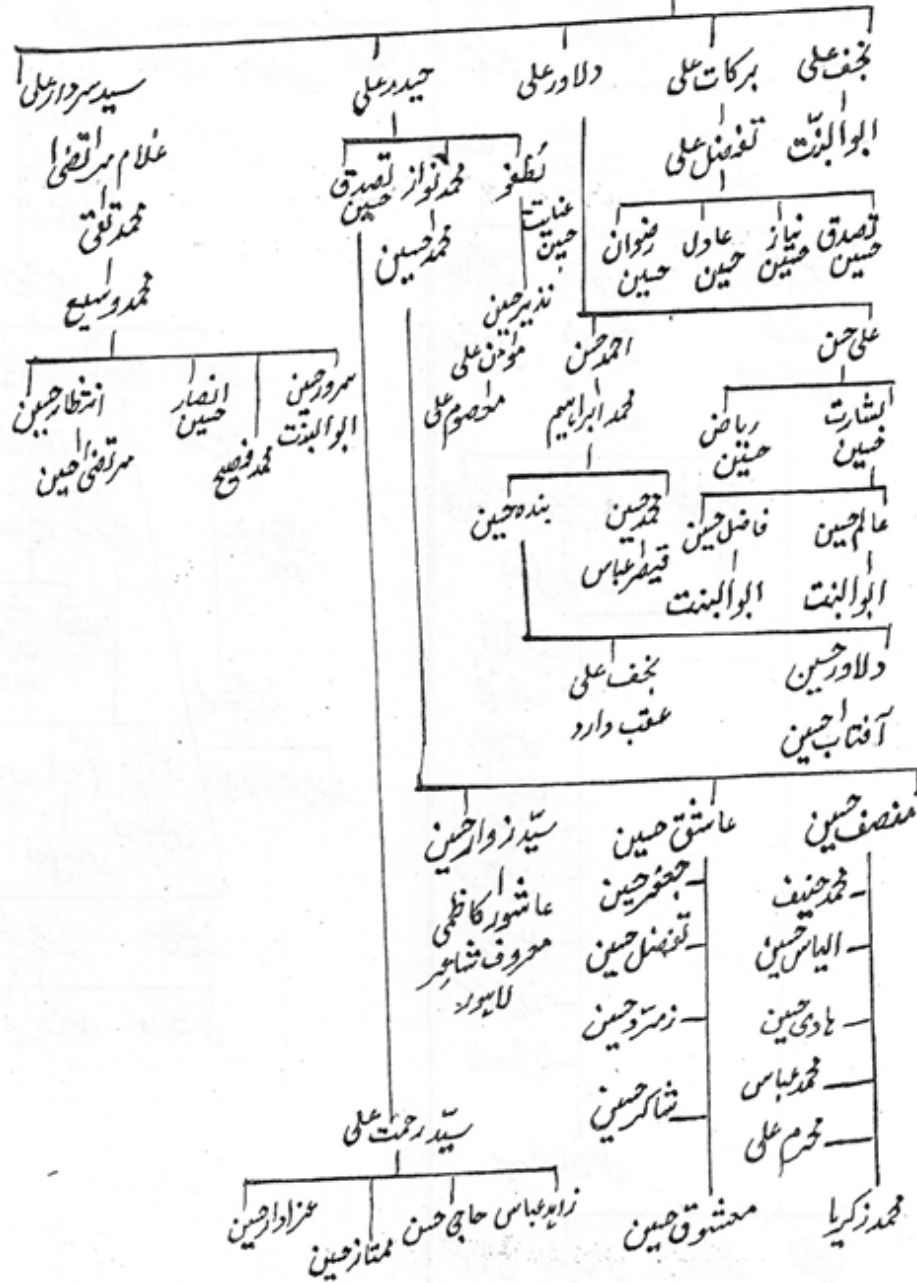 نجف علی
برکات علی
دلاور علی
حیدر علی
سید سردار علی
ابوالبنت
تفضل علی
تصدق حسین
نیاز حسین
عادل حسین
رضوان حسین
عنایت حسین
محمد نواز
تصدق حسین
غلام مرتضیٰ
محمد تقی
محمد وسیع
محمد حسین
نذیر حسین
مؤذن علی
معصوم علی
علی حسن
احمد حسن
محمد ابراہیم
بشارت حسین
ریاض حسین
سرور حسین
ابوالبنت
محمد فصیح
انصار حسین
انتظار حسین
مرتضیٰ حسین
عالم حسین
ابوالبنت
فاضل حسین
ابوالبنت
محمد حسین
قیصر عباس
بندہ حسین
دلاور حسین
آفتاب حسین
نجف علی
عقب دارد
منصف حسین
عاشق حسین
سیّد زوار حسین
محمد حنیف
الیاس حسین
ہادی حسین
محمد عباس
محرم علی
محمد زکریا
جعفر حسین
تفضل حسین
زمرّد حسین
شاکر حسین
معشوق حسین
عاشور کاظمی
معروف شاعر
لاہور
سیّد رحمت علی
زاہد عباس
حاجی حسن
ممتاز حسین
عزادار حسین